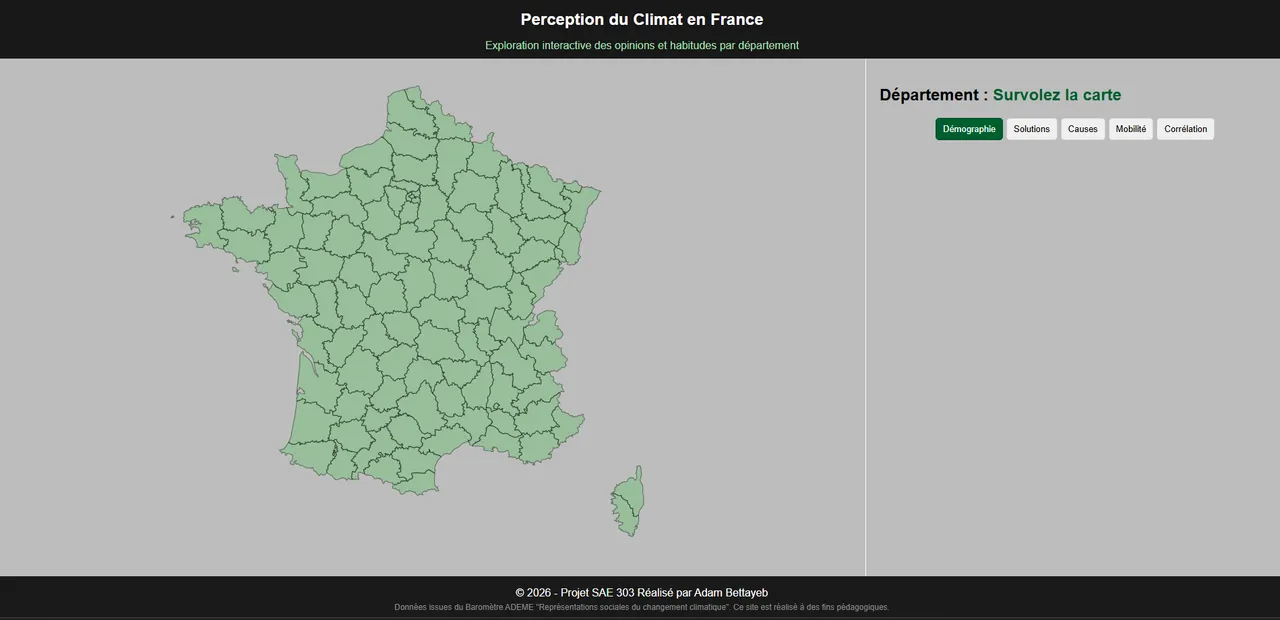 Perception du Climat en France
Exploration interactive des opinions et habitudes par département
Département : Survolez la carte
Démographie
Solutions
Causes
Mobilité
Corrélation
© 2026 - Projet SAE 303 Réalisé par Adam Bettayeb
Données issues du Baromètre ADEME "Représentations sociales du changement climatique". Ce site est réalisé à des fins pédagogiques.